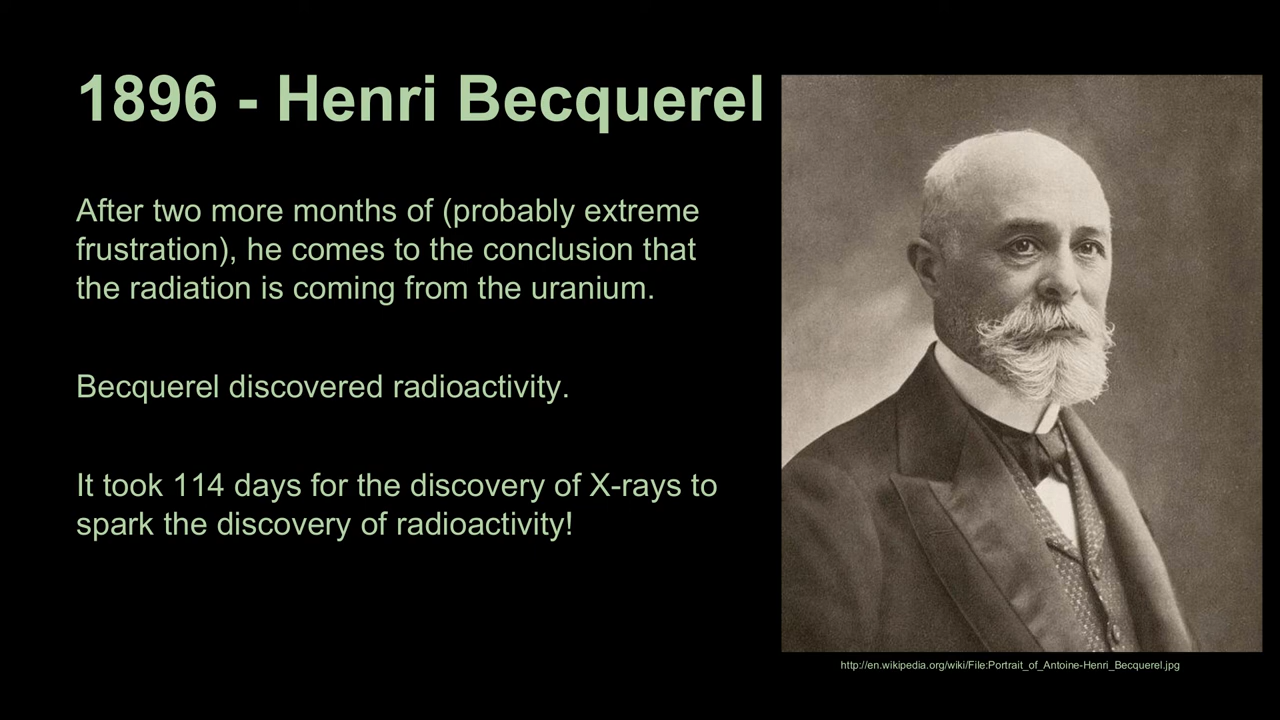 1896 - Henri Becquerel
After two more months of (probably extreme
frustration), he comes to the conclusion that
the radiation is coming from the uranium.
Becquerel discovered radioactivity.
It took 114 days for the discovery of X-rays to
spark the discovery of radioactivity!
http://en.wikipedia.org/wiki/File:Portrait_of_Antoine-Henri_Becquerel.jpg